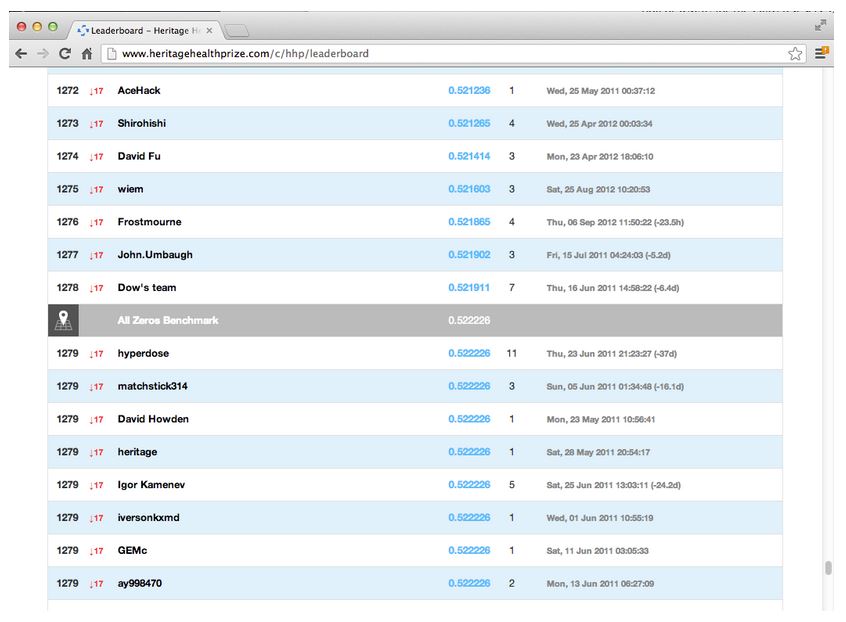 Leaderboard – Heritage H
www.heritagehealthprize.com/c/hhp/leaderboard
1272 ↓17 AceHack 0.521236 1 Wed, 25 May 2011 00:37:12
1273 ↓17 Shirohishi 0.521265 4 Wed, 25 Apr 2012 00:03:34
1274 ↓17 David Fu 0.521414 3 Mon, 23 Apr 2012 18:06:10
1275 ↓17 wiem 0.521603 3 Sat, 25 Aug 2012 10:20:53
1276 ↓17 Frostmourne 0.521865 4 Thu, 06 Sep 2012 11:50:22 (-23.5h)
1277 ↓17 John.Umbaugh 0.521902 3 Fri, 15 Jul 2011 04:24:03 (-5.2d)
1278 ↓17 Dow's team 0.521911 7 Thu, 16 Jun 2011 14:58:22 (-6.4d)
All Zeros Benchmark 0.522226
1279 ↓17 hyperdose 0.522226 11 Thu, 23 Jun 2011 21:23:27 (-37d)
1279 ↓17 matchstick314 0.522226 3 Sun, 05 Jun 2011 01:34:48 (-16.1d)
1279 ↓17 David Howden 0.522226 1 Mon, 23 May 2011 10:56:41
1279 ↓17 heritage 0.522226 1 Sat, 28 May 2011 20:54:17
1279 ↓17 Igor Kamenev 0.522226 5 Sat, 25 Jun 2011 13:03:11 (-24.2d)
1279 ↓17 iversonkxmd 0.522226 1 Wed, 01 Jun 2011 10:55:19
1279 ↓17 GEMc 0.522226 1 Sat, 11 Jun 2011 03:05:33
1279 ↓17 ay998470 0.522226 2 Mon, 13 Jun 2011 06:27:09